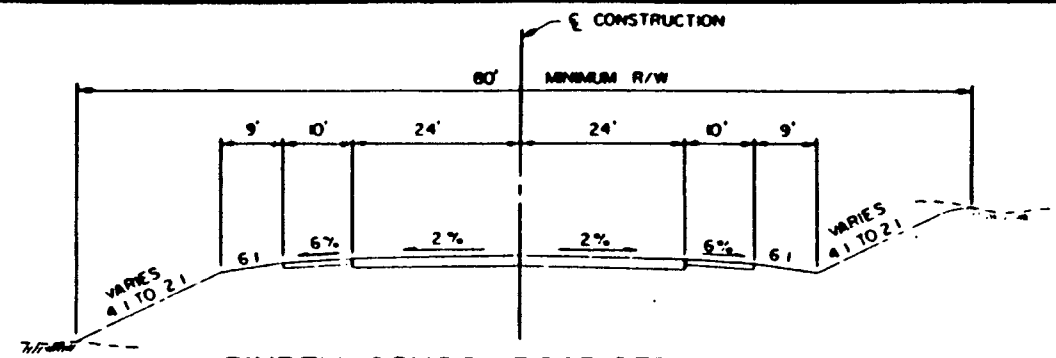 ℄ CONSTRUCTION
80' MINIMUM R/W
9' 10' 24' 24' 10' 9'
6% 2% 2% 6%
6:1 6:1
VARIES
4:1 TO 2:1
VARIES
4:1 TO 2:1